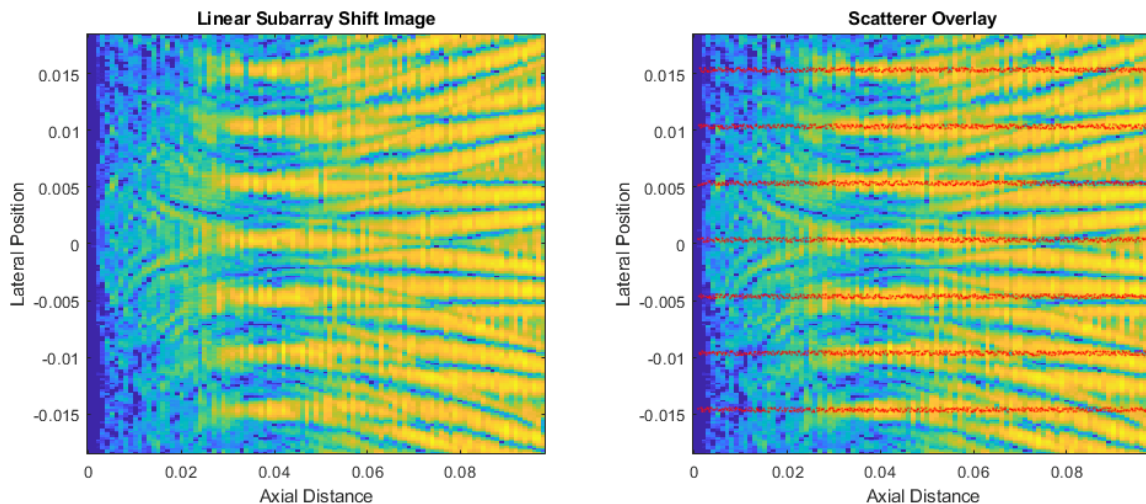 Linear Subarray Shift Image
Lateral Position
0.015
0.01
0.005
0
-0.005
-0.01
-0.015
0 0.02 0.04 0.06 0.08
Axial Distance
Scatterer Overlay
Lateral Position
0.015
0.01
0.005
0
-0.005
-0.01
-0.015
0 0.02 0.04 0.06 0.08
Axial Distance